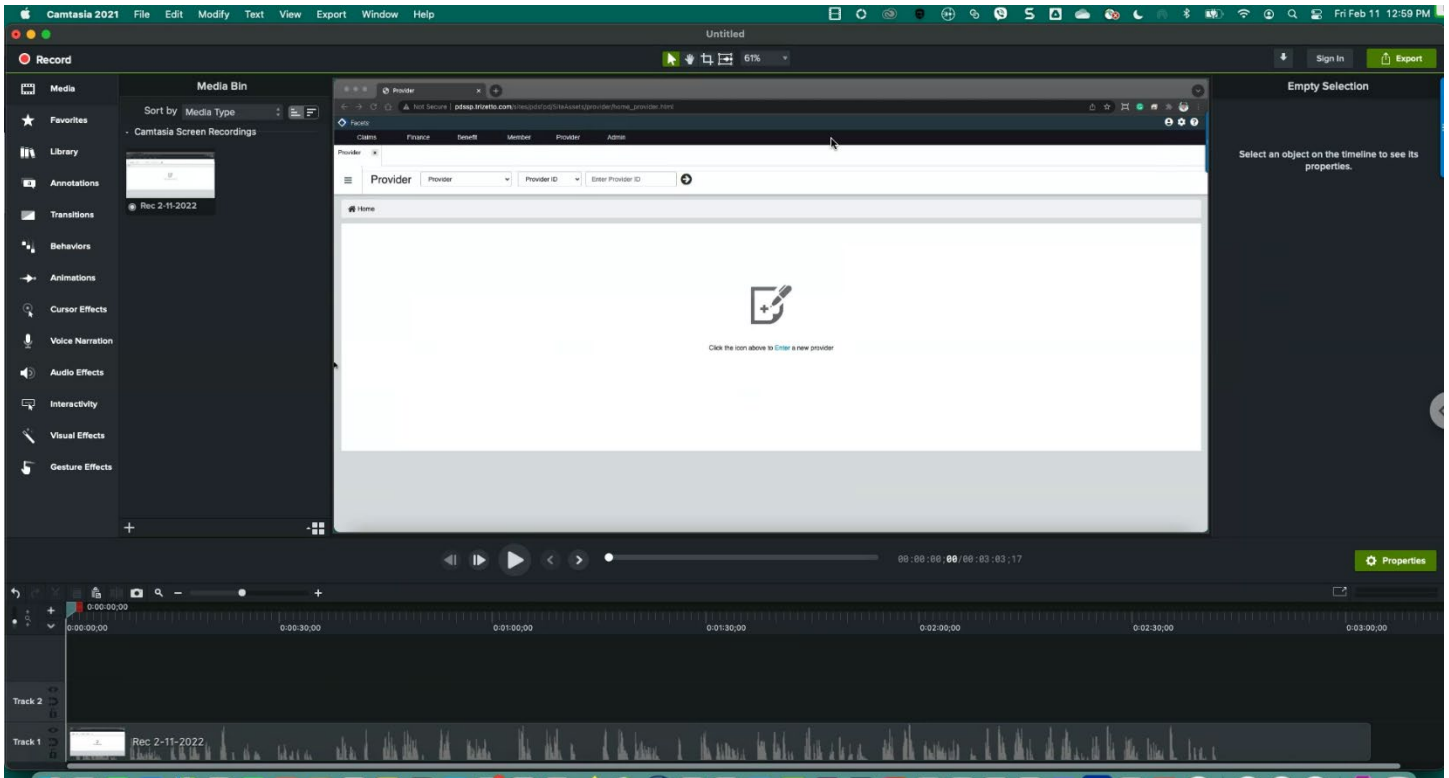 Camtasia 2021 File Edit Modify Text View Export Window Help
Fri Feb 11 12:59 PM
Untitled
Record
61%
Sign In
Export
Media
Favorites
Library
Annotations
Transitions
Behaviors
Animations
Cursor Effects
Voice Narration
Audio Effects
Interactivity
Visual Effects
Gesture Effects
Media Bin
Sort by Media Type
Camtasia Screen Recordings
Rec 2-11-2022
Provider
Not Secure | pdssp.trizetto.com
Facets
Claims Finance Benefit Member Provider Admin
Provider
Provider Provider Provider ID Enter Provider ID
Home
Click the icon above to Enter a new provider
Empty Selection
Select an object on the timeline to see its
properties.
00:00:00;00/00:03:03;17
Properties
0:00:00;00
0:00:00;00 0:00:30;00 0:01:00;00 0:01:30;00 0:02:00;00 0:02:30;00 0:03:00;00
Track 2
Track 1
Rec 2-11-2022